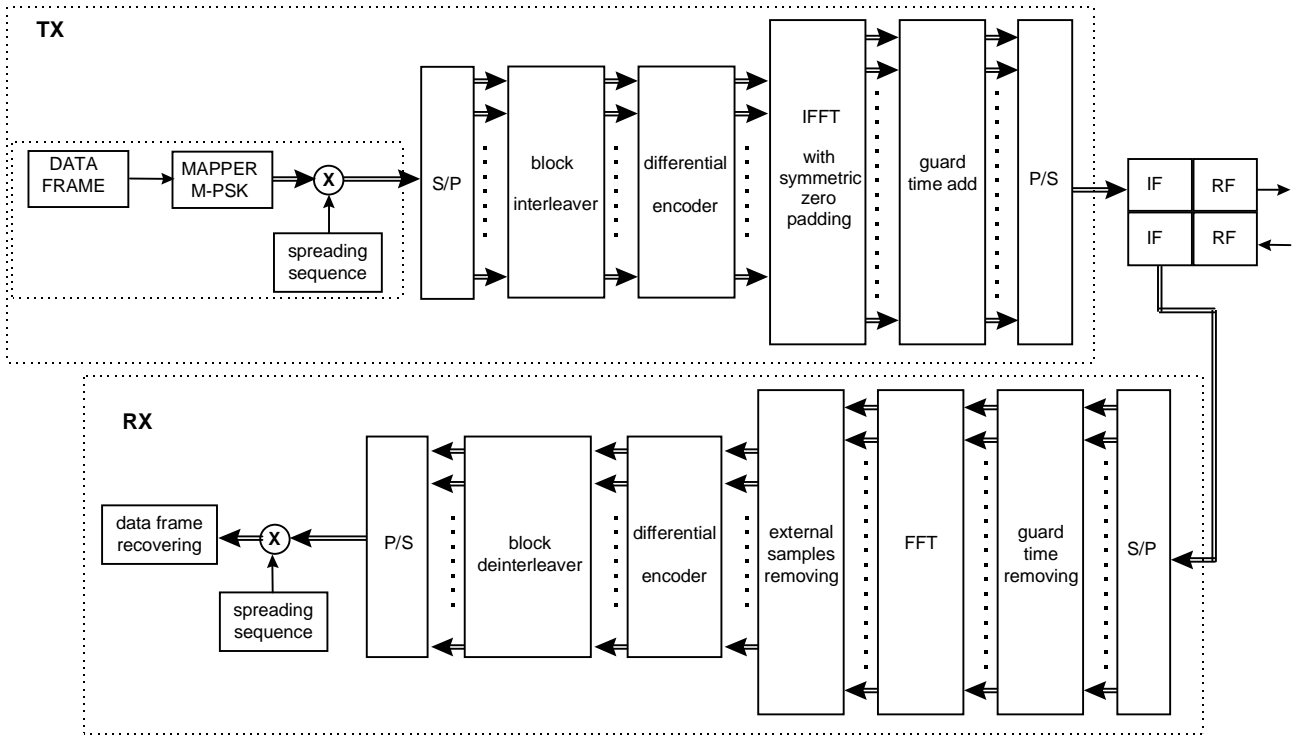 TX
DATA
FRAME
MAPPER
M-PSK
X
spreading
sequence
S/P
block
interleaver
differential
encoder
IFFT
with
symmetric
zero
padding
guard
time add
P/S
IF
RF
IF
RF
RX
data frame
recovering
X
spreading
sequence
P/S
block
deinterleaver
differential
encoder
external
samples
removing
FFT
guard
time
removing
S/P